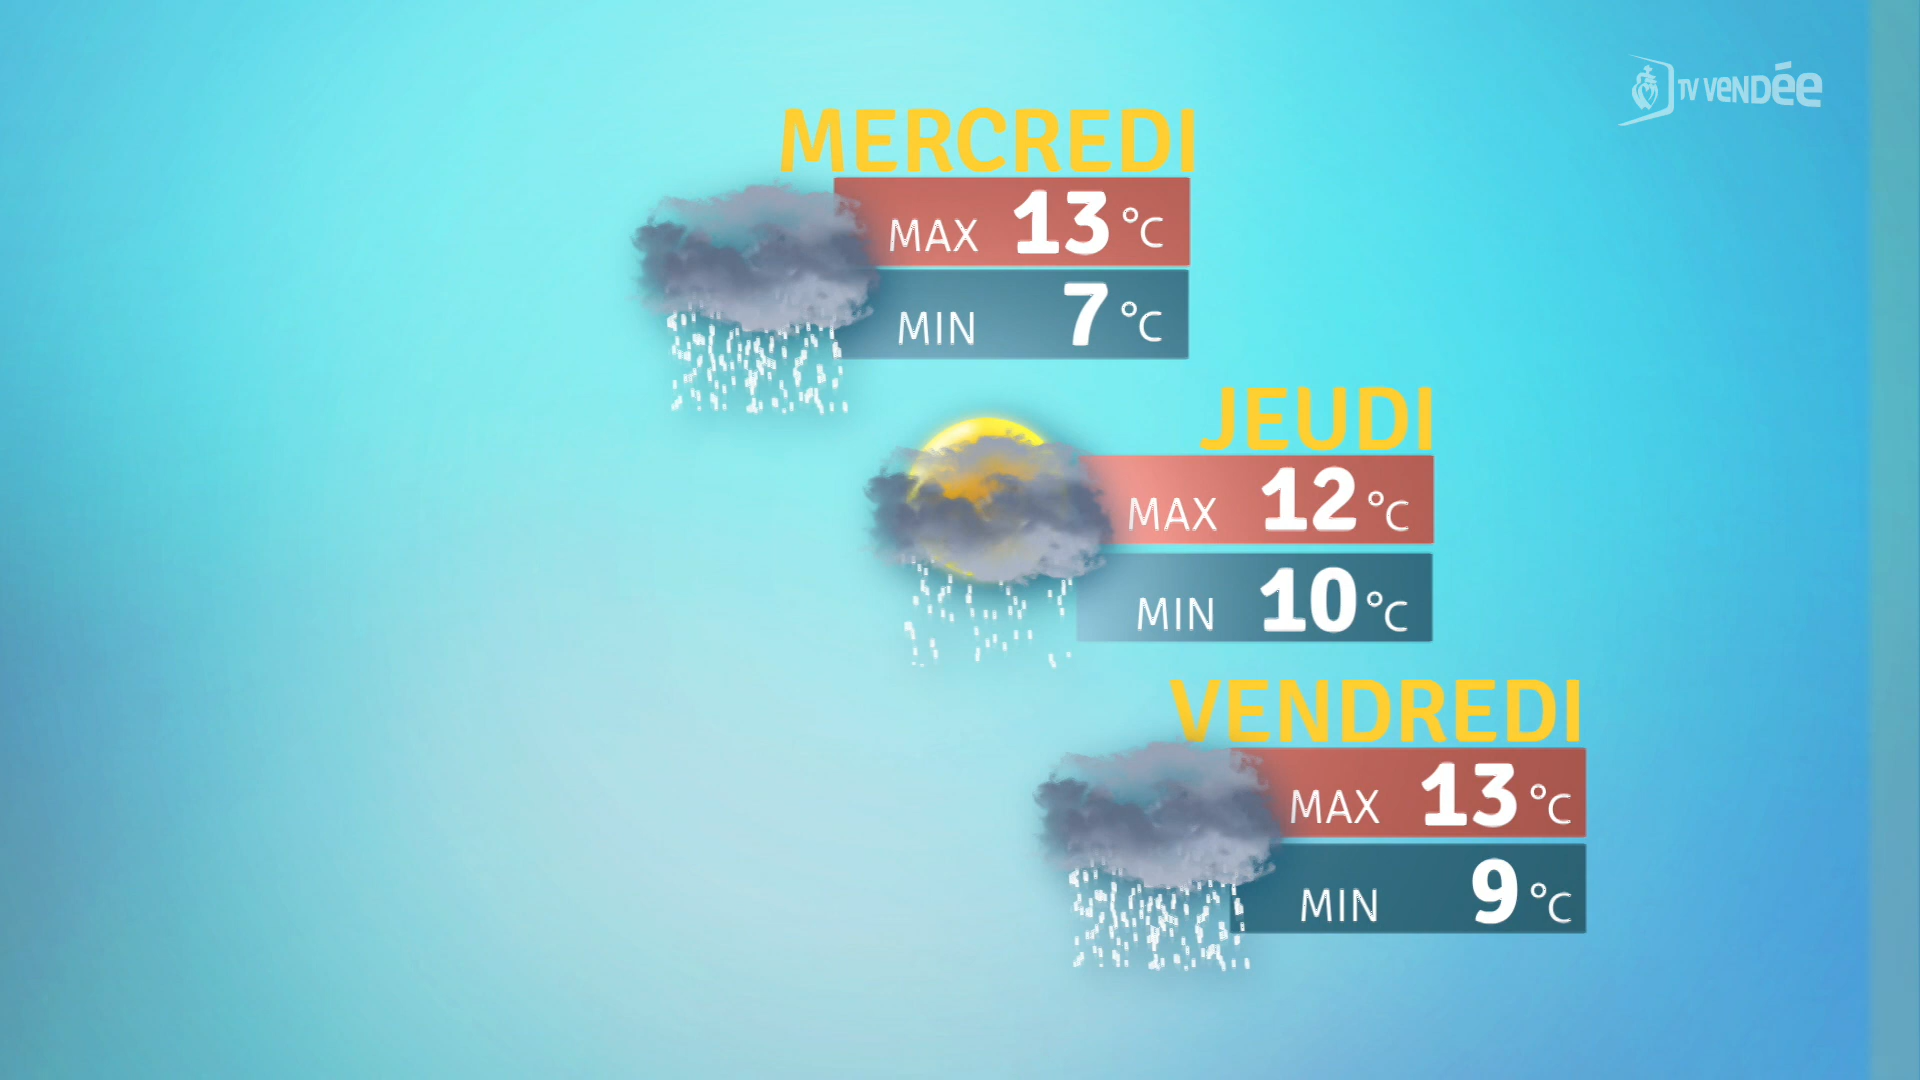 TV VENDÉE
MERCREDI
MAX 13 °C
MIN 7 °C
JEUDI
MAX 12 °C
MIN 10 °C
VENDREDI
MAX 13 °C
MIN 9 °C